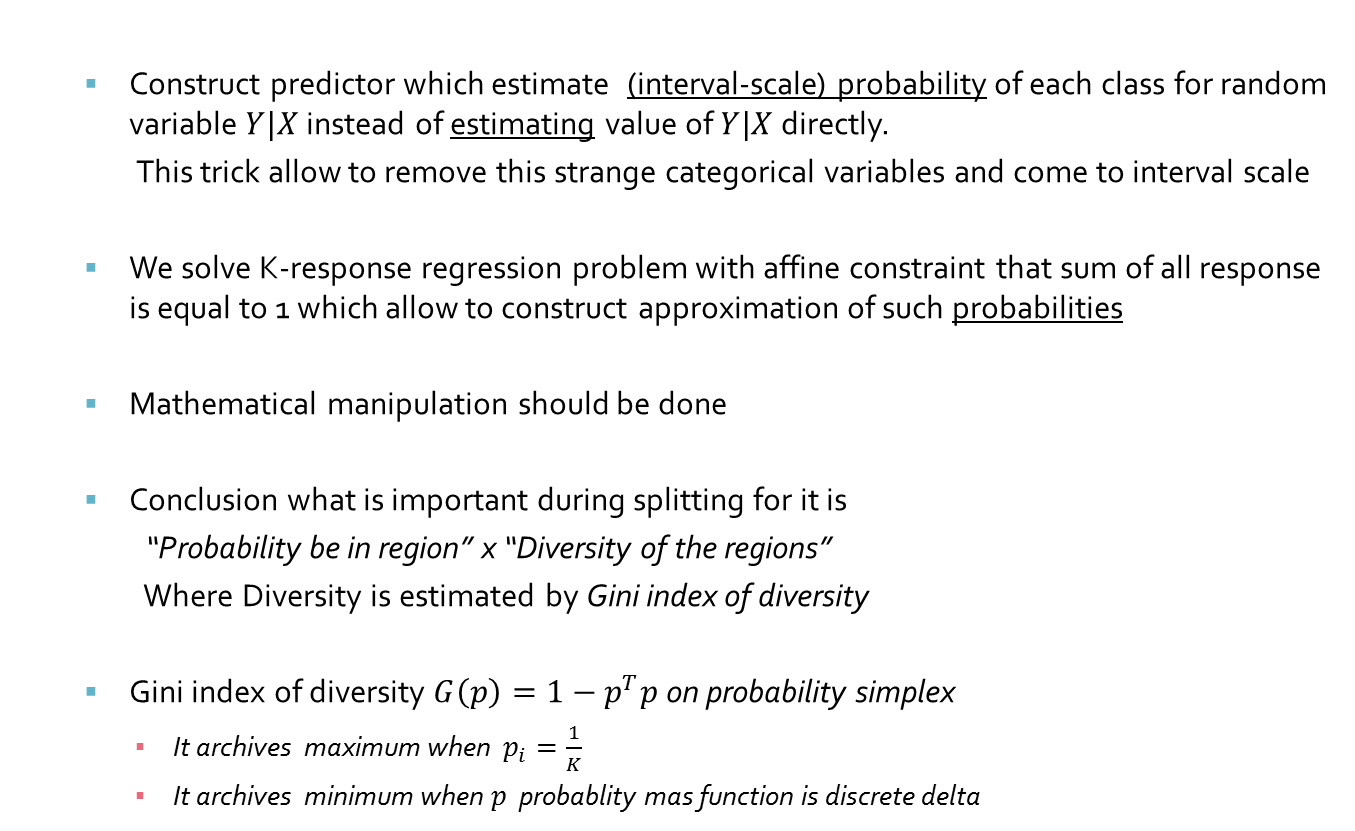 ▪ Construct predictor which estimate (interval-scale) probability of each class for random
variable Y|X instead of estimating value of Y|X directly.
This trick allow to remove this strange categorical variables and come to interval scale
▪ We solve K-response regression problem with affine constraint that sum of all response
is equal to 1 which allow to construct approximation of such probabilities
▪ Mathematical manipulation should be done
▪ Conclusion what is important during splitting for it is
“Probability be in region” x “Diversity of the regions”
Where Diversity is estimated by Gini index of diversity
▪ Gini index of diversity G(p) = 1 − p^T p on probability simplex
▪ It archives maximum when p_i = 1/K
▪ It archives minimum when p probablity mas function is discrete delta